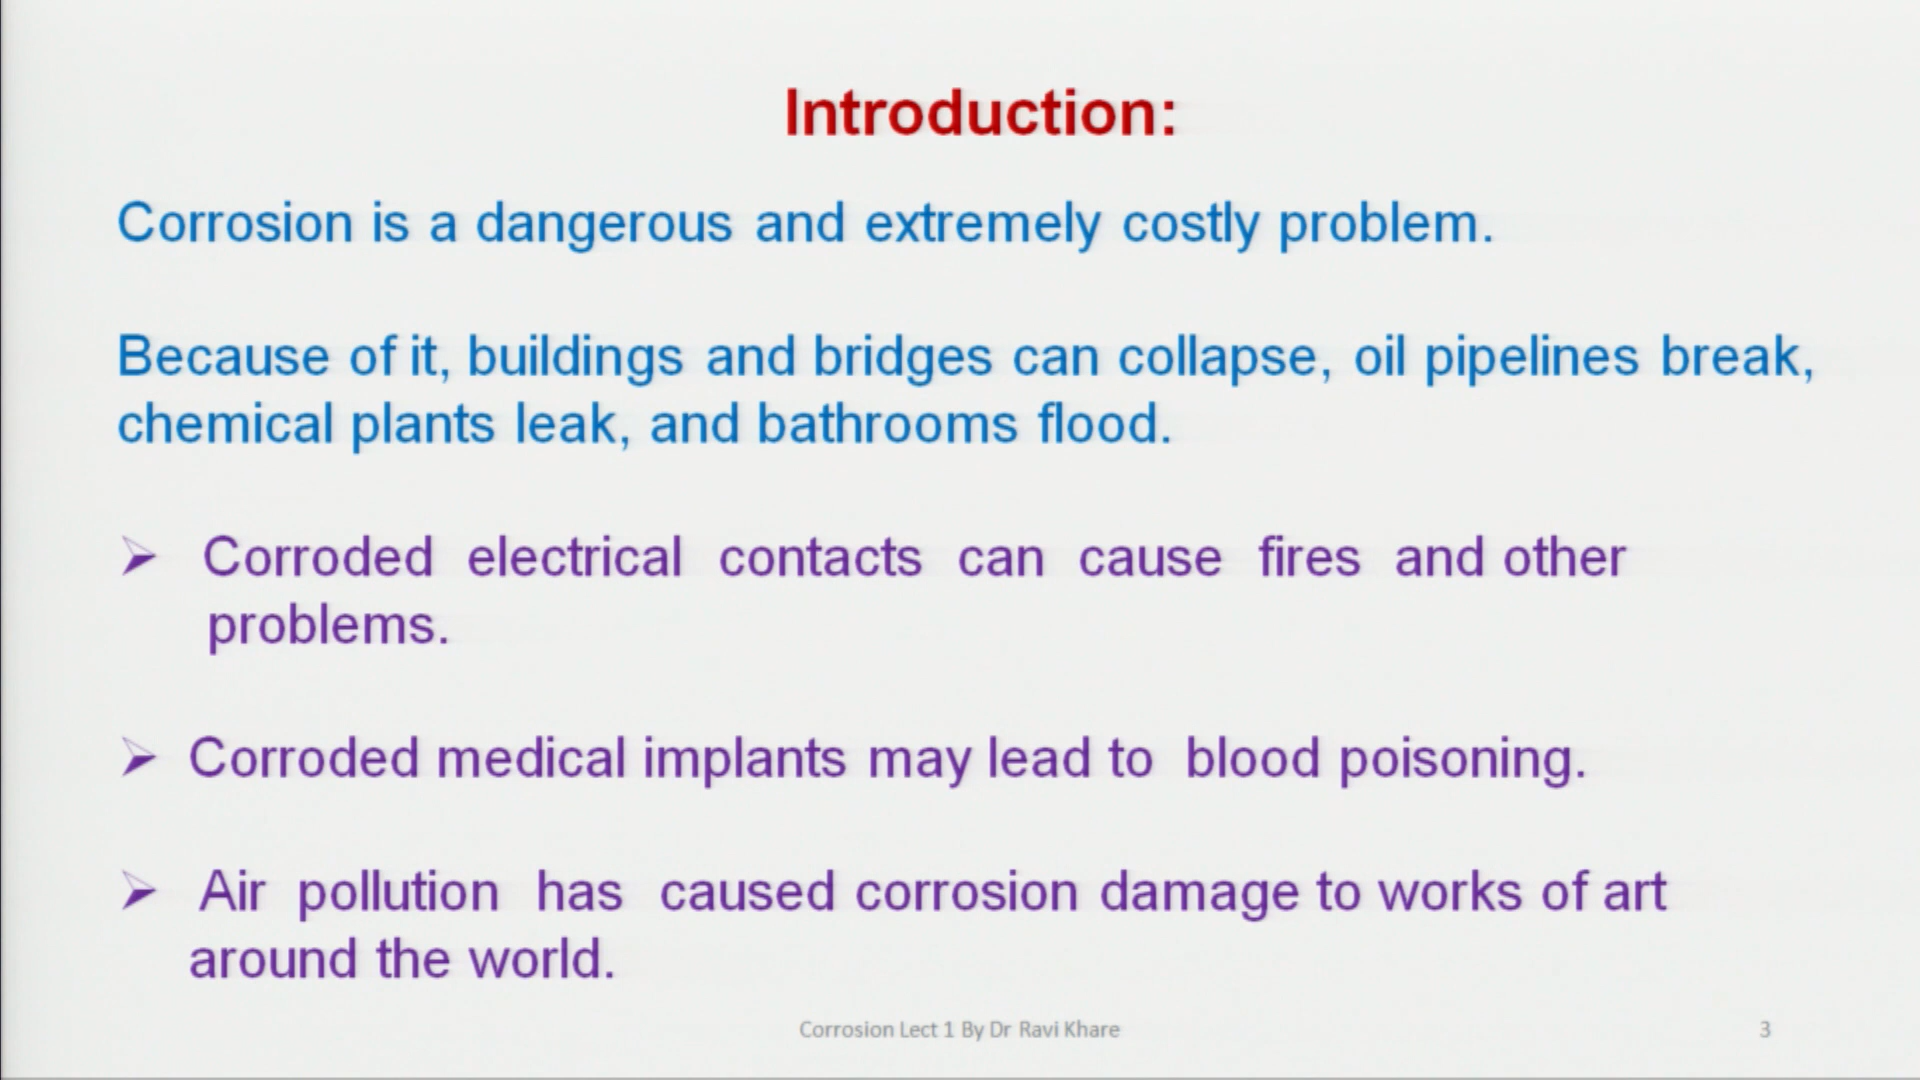 Introduction:
Corrosion is a dangerous and extremely costly problem.
Because of it, buildings and bridges can collapse, oil pipelines break,
chemical plants leak, and bathrooms flood.
➢ Corroded electrical contacts can cause fires and other
problems.
➢ Corroded medical implants may lead to blood poisoning.
➢ Air pollution has caused corrosion damage to works of art
around the world.
Corrosion Lect 1 By Dr Ravi Khare
3